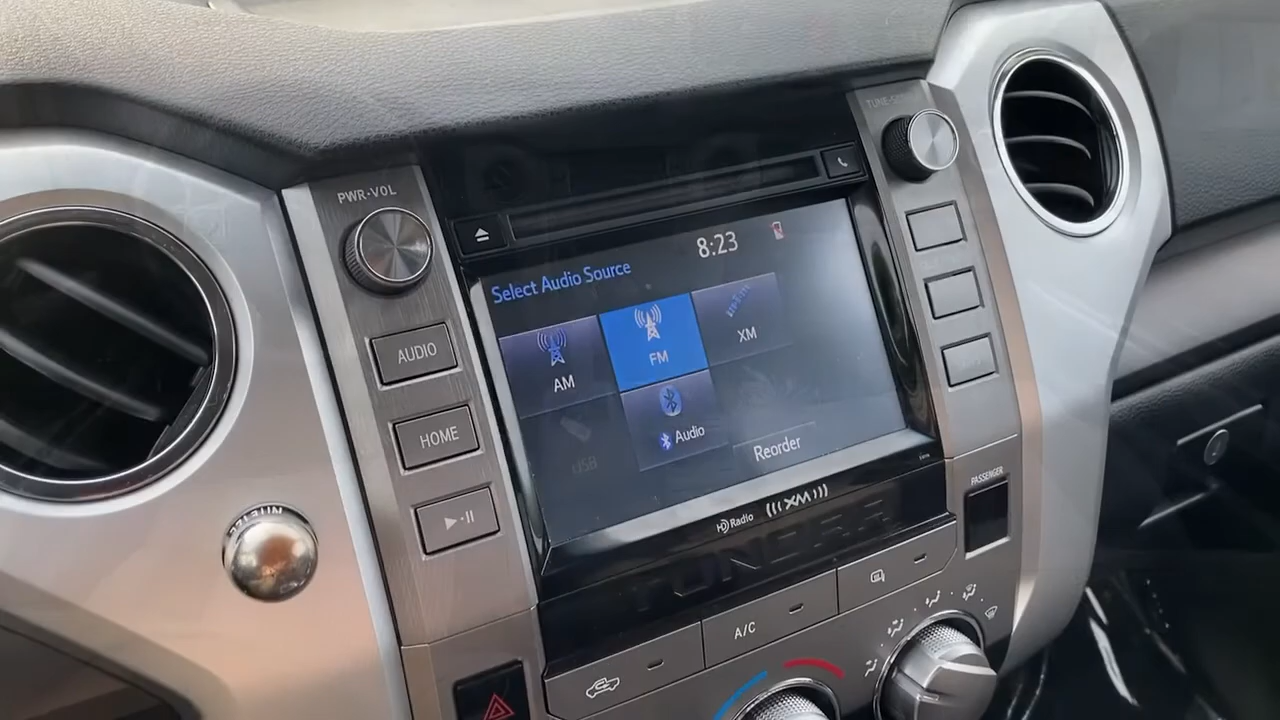 PWR•VOL
AUDIO
HOME
8:23
Select Audio Source
AM
FM
XM
USB
Audio
Reorder
HD Radio
((( XM )))
TUNDRA
PASSENGER
A/C